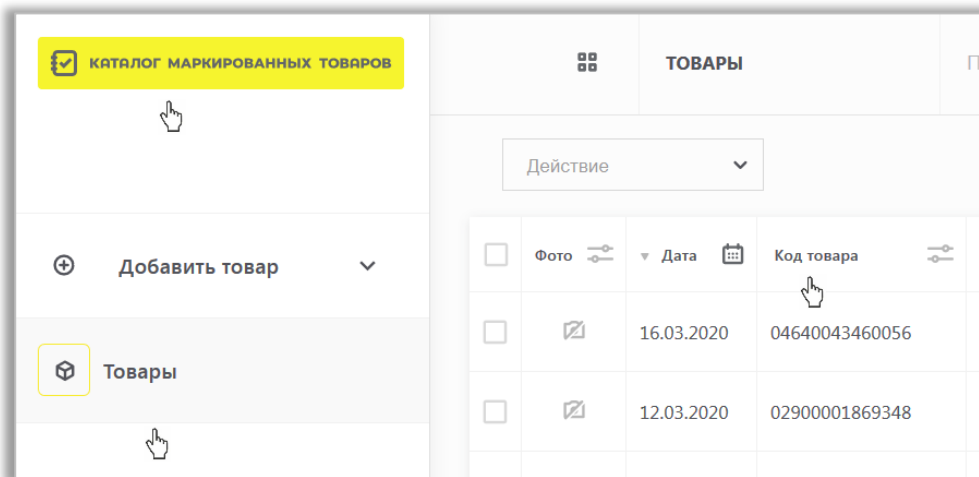 КАТАЛОГ МАРКИРОВАННЫХ ТОВАРОВ
ТОВАРЫ
Действие
Добавить товар
Фото Дата Код товара
16.03.2020 04640043460056
Товары
12.03.2020 02900001869348